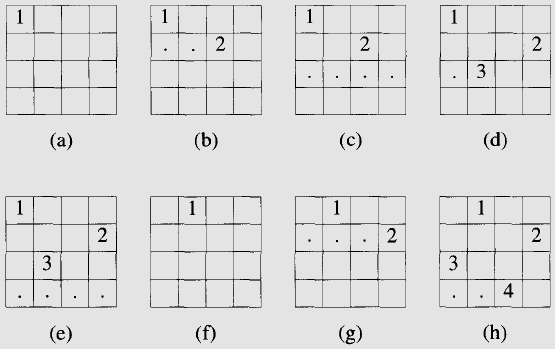 1 1 1 1
. . 2 2 2
. . . . . 3
(a) (b) (c) (d)
1 1 1 1
2 . . . 2 2
3 3
. . . . . . 4
(e) (f) (g) (h)